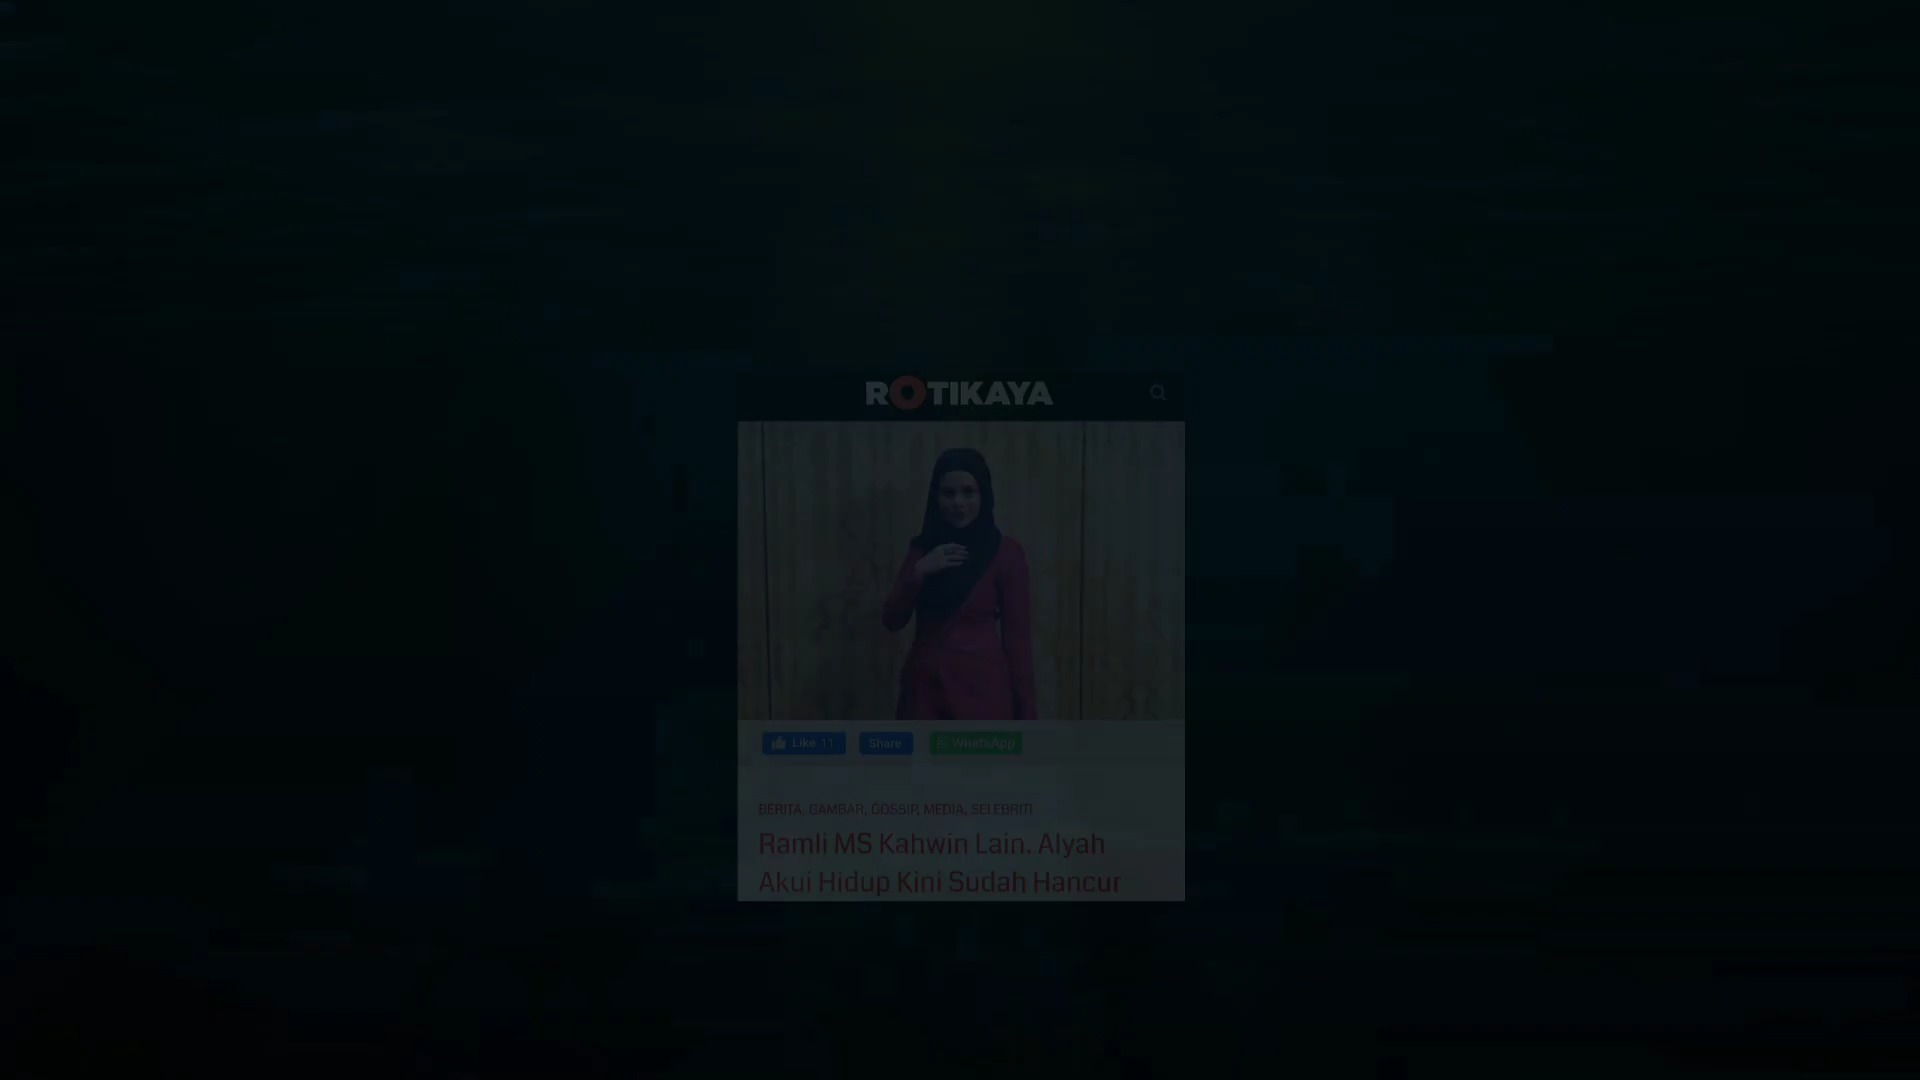 ROTIKAYA
Like 11 Share WhatsApp
BERITA, GAMBAR, GOSSIP, MEDIA, SELEBRITI
Ramli MS Kahwin Lain. Alyah
Akui Hidup Kini Sudah Hancur